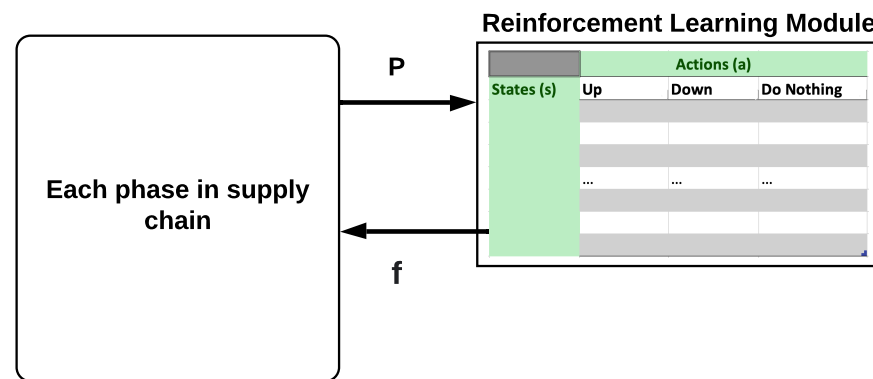 Reinforcement Learning Module
P
Actions (a)
States (s) Up Down Do Nothing
Each phase in supply
chain
... ... ...
f